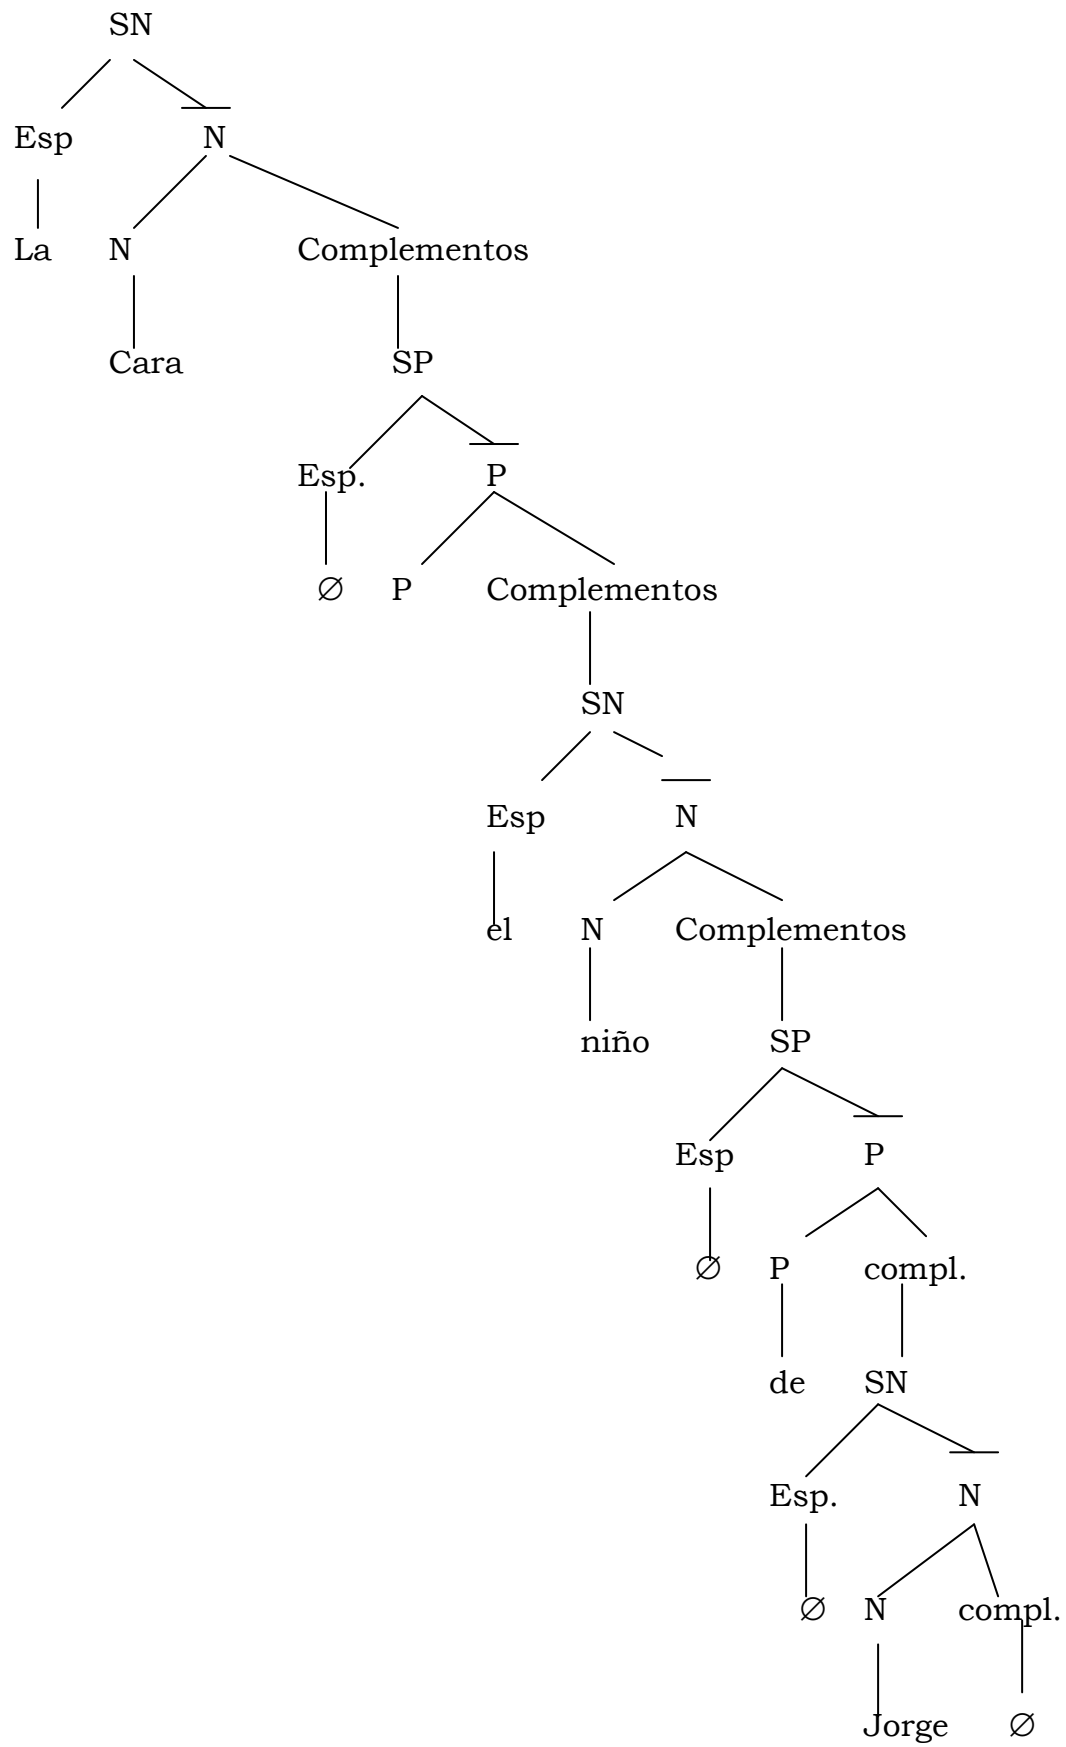 SN
Esp N
La N Complementos
Cara SP
Esp. P
∅ P Complementos
SN
Esp N
el N Complementos
niño SP
Esp P
∅ P compl.
de SN
Esp. N
∅ N compl.
Jorge ∅